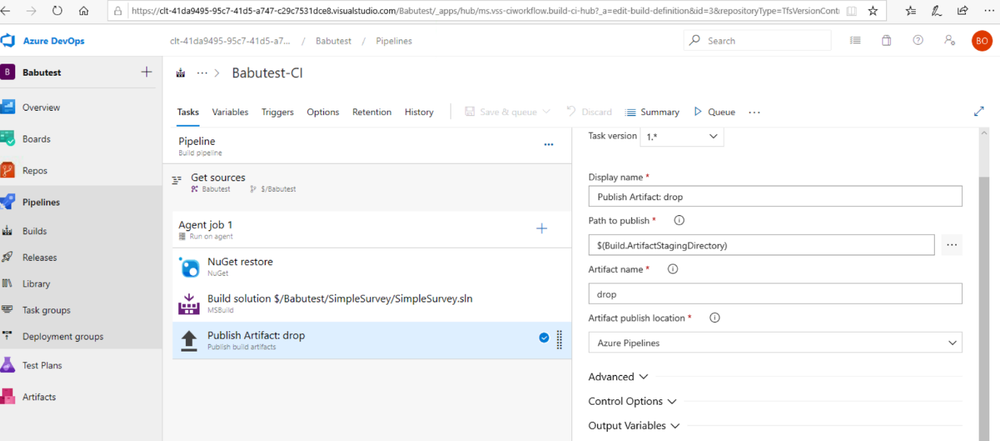 https://clt-41da9495-95c7-41d5-a747-c29c7531dce8.visualstudio.com/Babutest/_apps/hub/ms.vss-ciworkflow.build-ci-hub?_a=edit-build-definition&id=3&repositoryType=TfsVersionCont
Azure DevOps
clt-41da9495-95c7-41d5-a7... / Babutest / Pipelines
Search
BO
B Babutest
Babutest-CI
Overview
Boards
Repos
Pipelines
Builds
Releases
Library
Task groups
Deployment groups
Test Plans
Artifacts
Tasks Variables Triggers Options Retention History Save & queue Discard Summary Queue ...
Pipeline
Build pipeline
Get sources
Babutest $/Babutest
Agent job 1
Run on agent
NuGet restore
NuGet
Build solution $/Babutest/SimpleSurvey/SimpleSurvey.sln
MSBuild
Publish Artifact: drop
Publish build artifacts
Task version 1.*
Display name *
Publish Artifact: drop
Path to publish *
$(Build.ArtifactStagingDirectory)
Artifact name *
drop
Artifact publish location *
Azure Pipelines
Advanced
Control Options
Output Variables